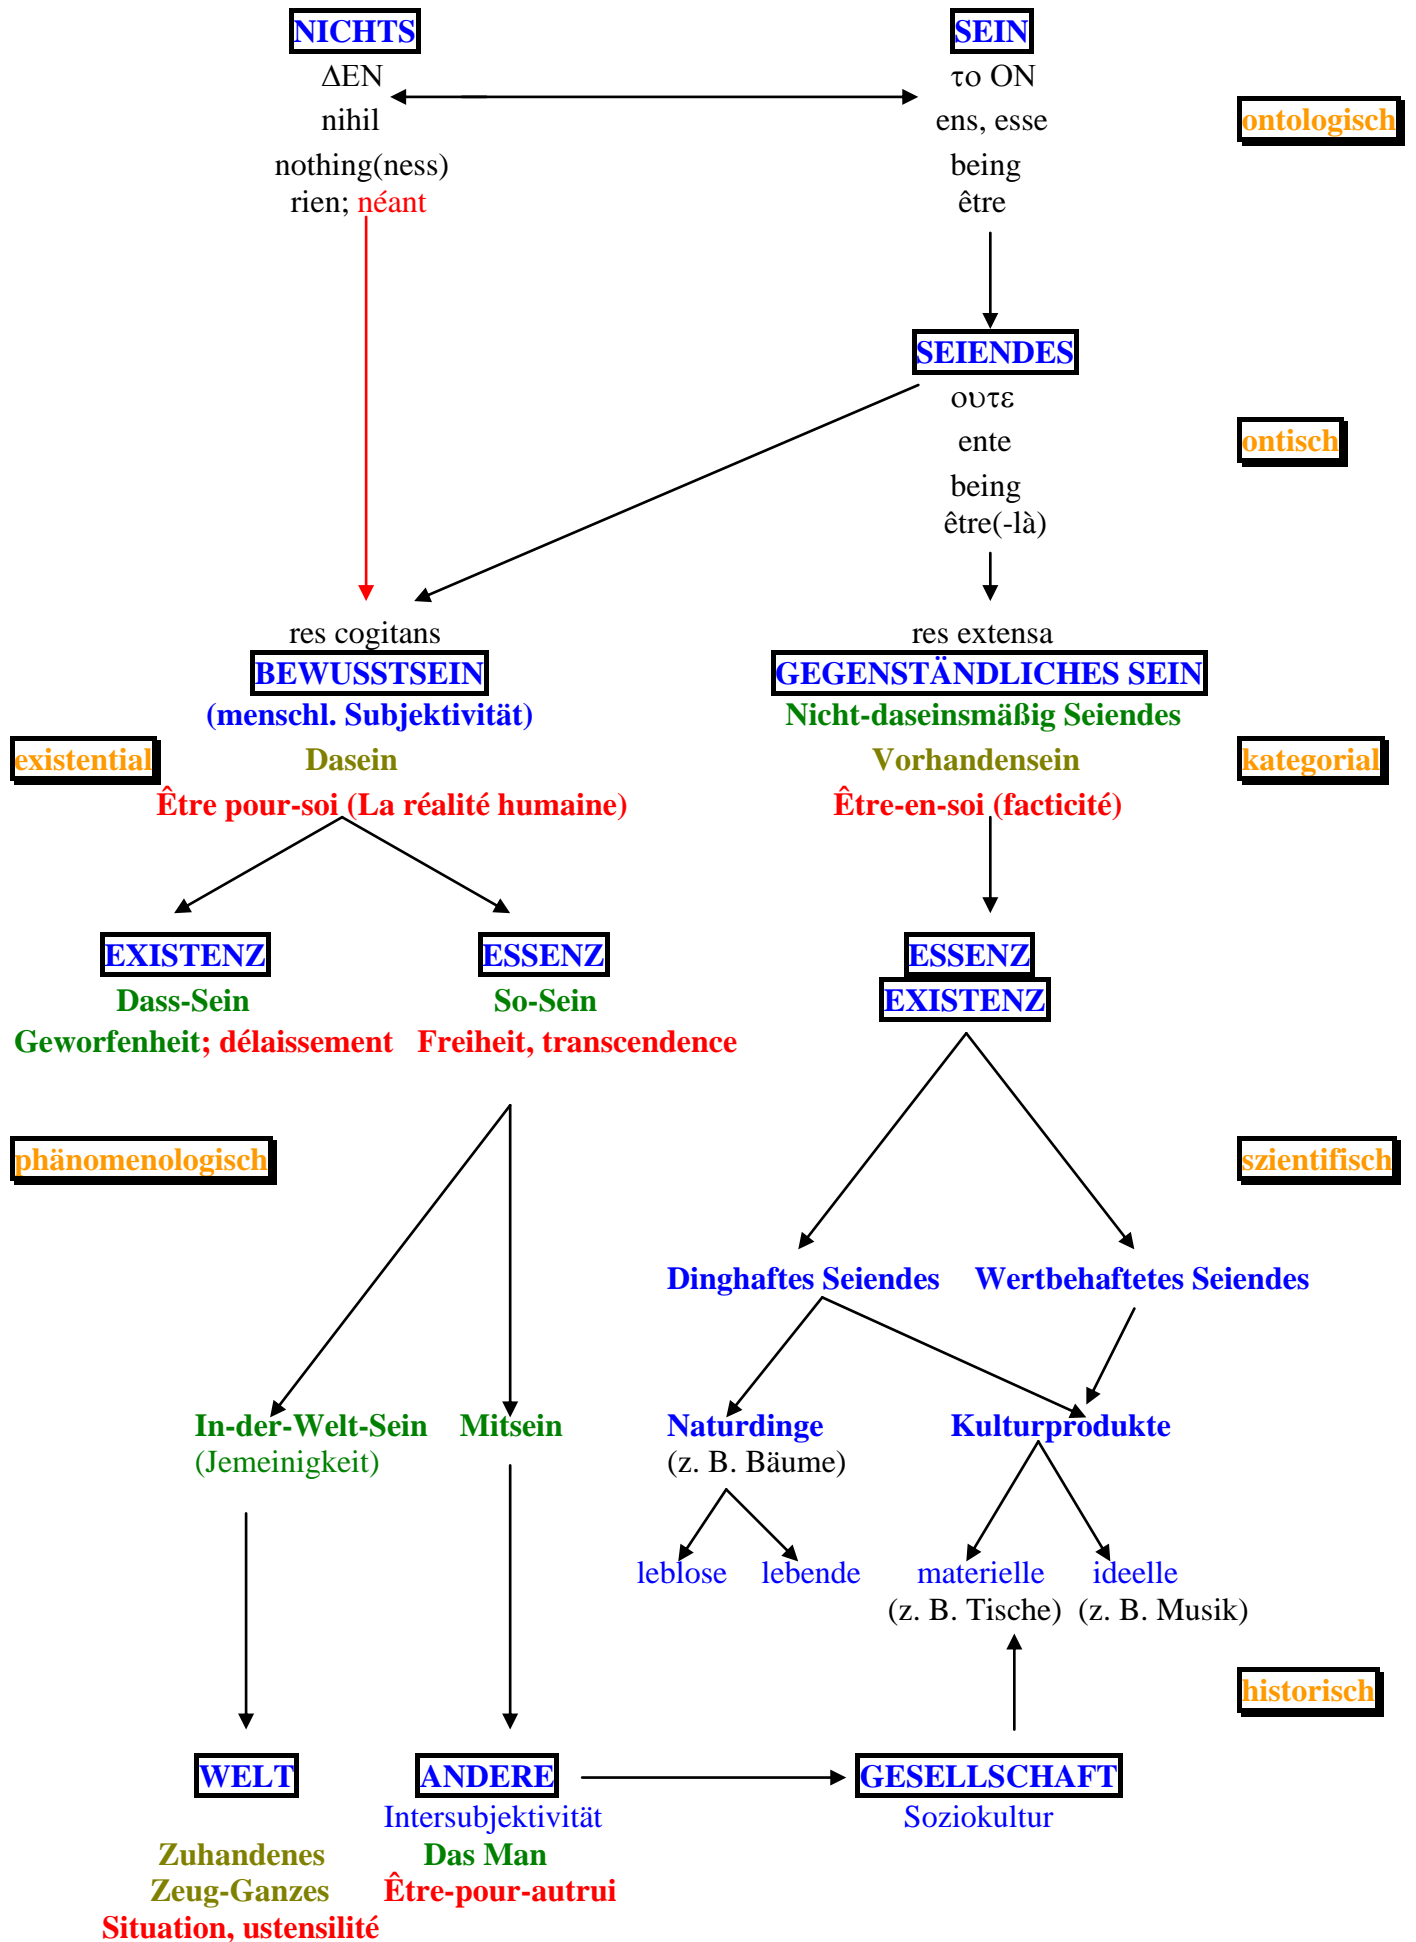 NICHTS SEIN
ΔEN το ON
nihil ens, esse ontologisch
nothing(ness) being
rien; néant être
SEIENDES
ουτε
ente ontisch
being
être(-là)
res cogitans res extensa
BEWUSSTSEIN GEGENSTÄNDLICHES SEIN
(menschl. Subjektivität) Nicht-daseinsmäßig Seiendes
existential Dasein Vorhandensein kategorial
Être pour-soi (La réalité humaine) Être-en-soi (facticité)
EXISTENZ ESSENZ ESSENZ
Dass-Sein So-Sein EXISTENZ
Geworfenheit; délaissement Freiheit, transcendence
phänomenologisch szientifisch
Dinghaftes Seiendes Wertbehaftetes Seiendes
In-der-Welt-Sein Mitsein Naturdinge Kulturprodukte
(Jemeinigkeit) (z. B. Bäume)
leblose lebende materielle ideelle
(z. B. Tische) (z. B. Musik)
historisch
WELT ANDERE GESELLSCHAFT
Intersubjektivität Soziokultur
Zuhandenes Das Man
Zeug-Ganzes Être-pour-autrui
Situation, ustensilité